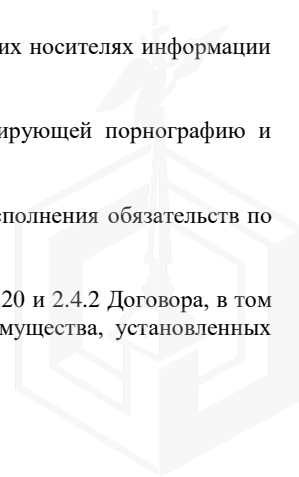 их носителях информации
ирующей порнографию и
сполнения обязательств по
20 и 2.4.2 Договора, в том
мущества, установленных